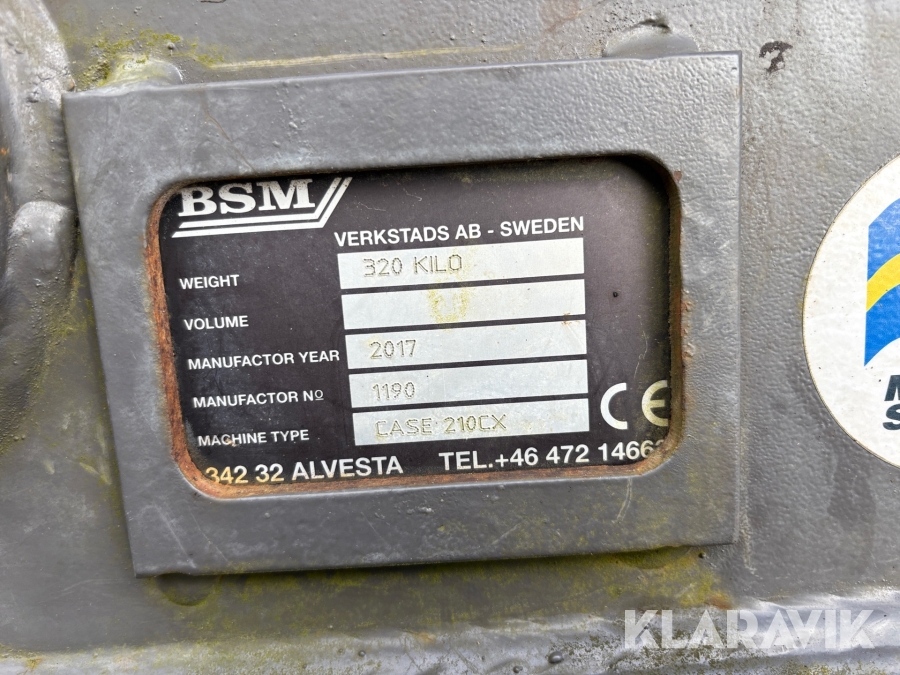 BSM
VERKSTADS AB - SWEDEN
WEIGHT 320 KILO
VOLUME
MANUFACTOR YEAR 2017
MANUFACTOR No 1190
MACHINE TYPE CASE 210CX
CE
342 32 ALVESTA TEL.+46 472 1466
KLARAVIK